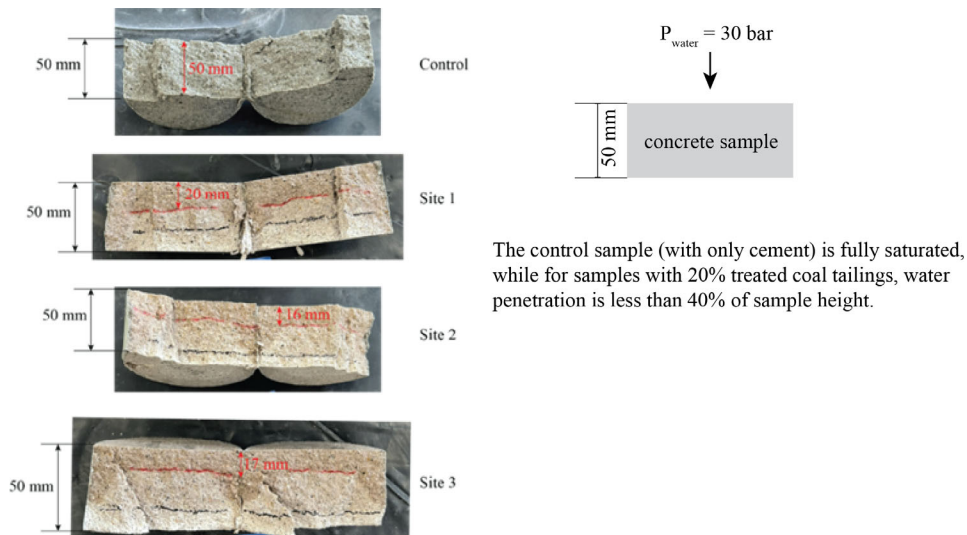 50 mm
50 mm
Control
50 mm
20 mm
Site 1
50 mm
16 mm
Site 2
50 mm
17 mm
Site 3
P_water = 30 bar
50 mm
concrete sample
The control sample (with only cement) is fully saturated,
while for samples with 20% treated coal tailings, water
penetration is less than 40% of sample height.